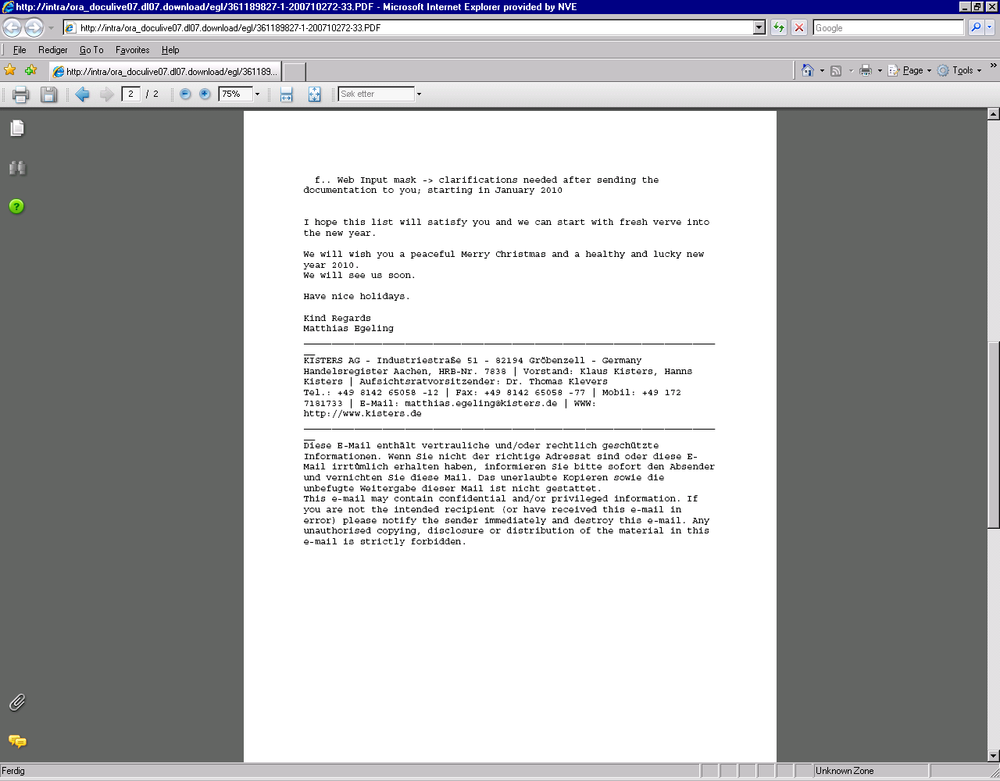 http://intra/ora_doculive07.dl07.download/egl/361189827-1-200710272-33.PDF - Microsoft Internet Explorer provided by NVE
http://intra/ora_doculive07.dl07.download/egl/361189827-1-200710272-33.PDF
Google
File Rediger Go To Favorites Help
http://intra/ora_doculive07.dl07.download/egl/361189...
Page Tools
2 / 2 75% Søk etter
f.. Web Input mask -> clarifications needed after sending the
documentation to you; starting in January 2010
I hope this list will satisfy you and we can start with fresh verve into
the new year.
We will wish you a peaceful Merry Christmas and a healthy and lucky new
year 2010.
We will see us soon.
Have nice holidays.
Kind Regards
Matthias Egeling
KISTERS AG - Industriestraße 51 - 82194 Gröbenzell - Germany
Handelsregister Aachen, HRB-Nr. 7838 | Vorstand: Klaus Kisters, Hanns
Kisters | Aufsichtsratvorsitzender: Dr. Thomas Klevers
Tel.: +49 8142 65058 -12 | Fax: +49 8142 65058 -77 | Mobil: +49 172
7181733 | E-Mail: matthias.egeling@kisters.de | WWW:
http://www.kisters.de
Diese E-Mail enthält vertrauliche und/oder rechtlich geschützte
Informationen. Wenn Sie nicht der richtige Adressat sind oder diese E-
Mail irrtümlich erhalten haben, informieren Sie bitte sofort den Absender
und vernichten Sie diese Mail. Das unerlaubte Kopieren sowie die
unbefugte Weitergabe dieser Mail ist nicht gestattet.
This e-mail may contain confidential and/or privileged information. If
you are not the intended recipient (or have received this e-mail in
error) please notify the sender immediately and destroy this e-mail. Any
unauthorised copying, disclosure or distribution of the material in this
e-mail is strictly forbidden.
Ferdig
Unknown Zone